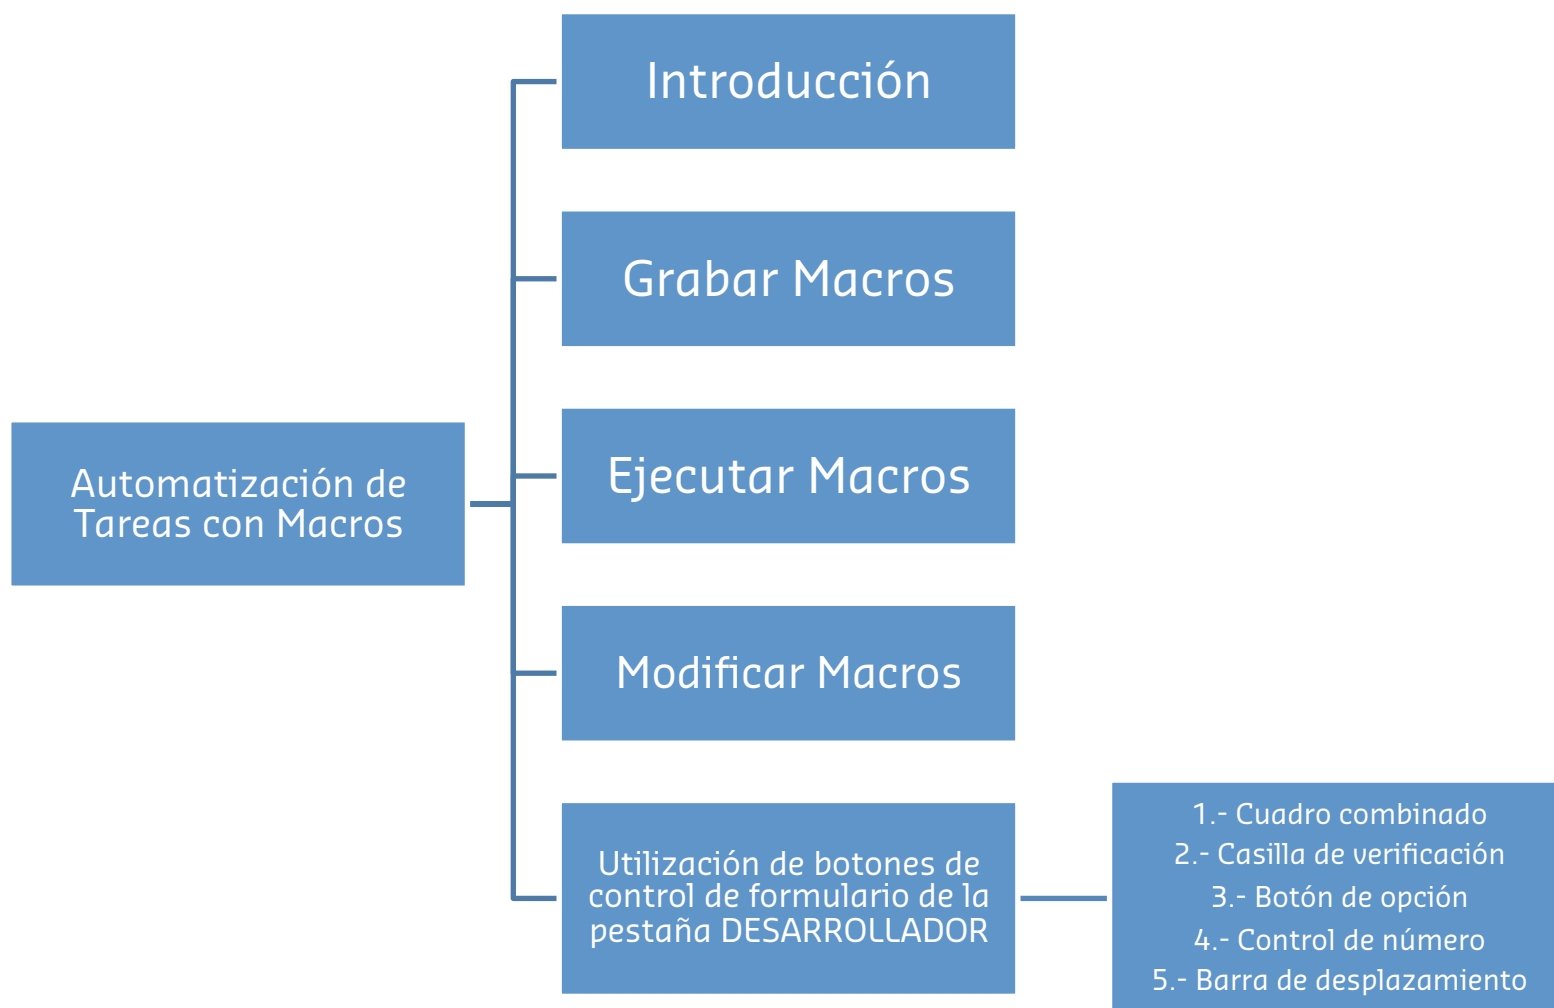 Automatización de
Tareas con Macros
Introducción
Grabar Macros
Ejecutar Macros
Modificar Macros
Utilización de botones de
control de formulario de la
pestaña DESARROLLADOR
1.- Cuadro combinado
2.- Casilla de verificación
3.- Botón de opción
4.- Control de número
5.- Barra de desplazamiento